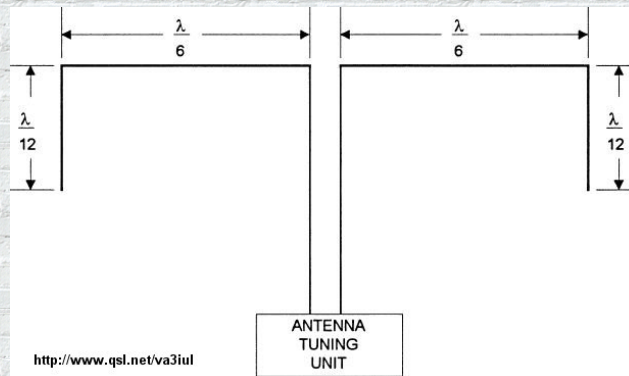 λ
6
λ
6
λ
12
λ
12
ANTENNA
TUNING
UNIT
http://www.qsl.net/va3iul